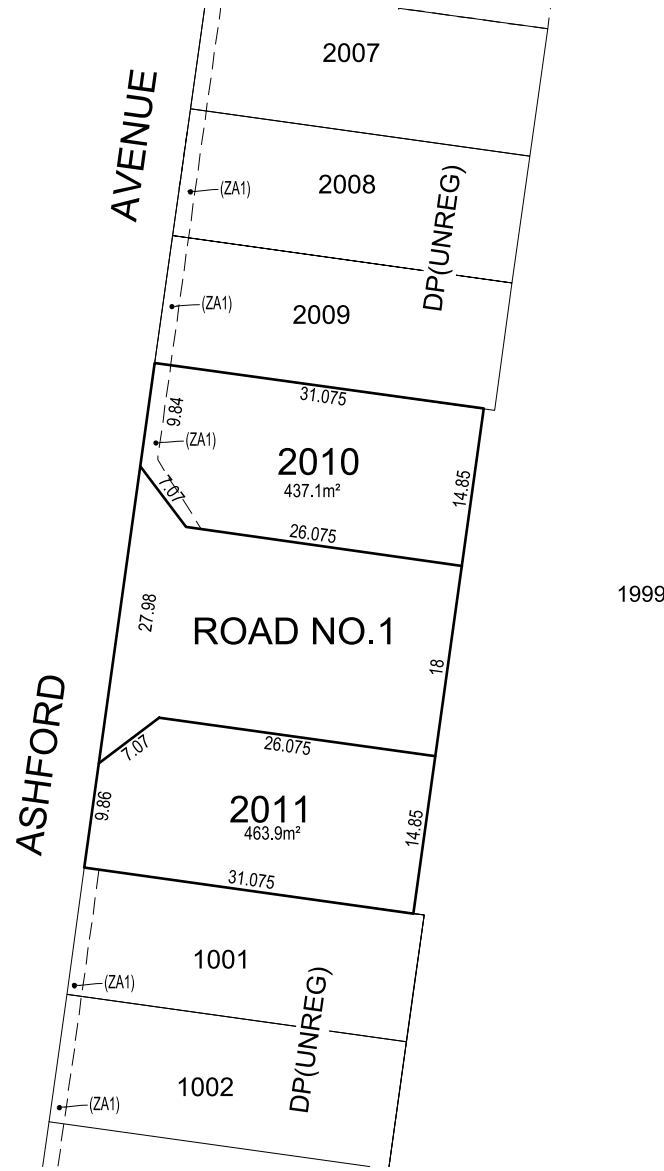 2007
AVENUE
2008
(ZA1)
DP(UNREG)
2009
(ZA1)
31.075
9.84
(ZA1)
2010
437.1m²
14.85
7.07
26.075
1999
27.98
ROAD NO.1
18
ASHFORD
7.07
26.075
9.86
2011
463.9m²
14.85
31.075
1001
(ZA1)
DP(UNREG)
1002
(ZA1)